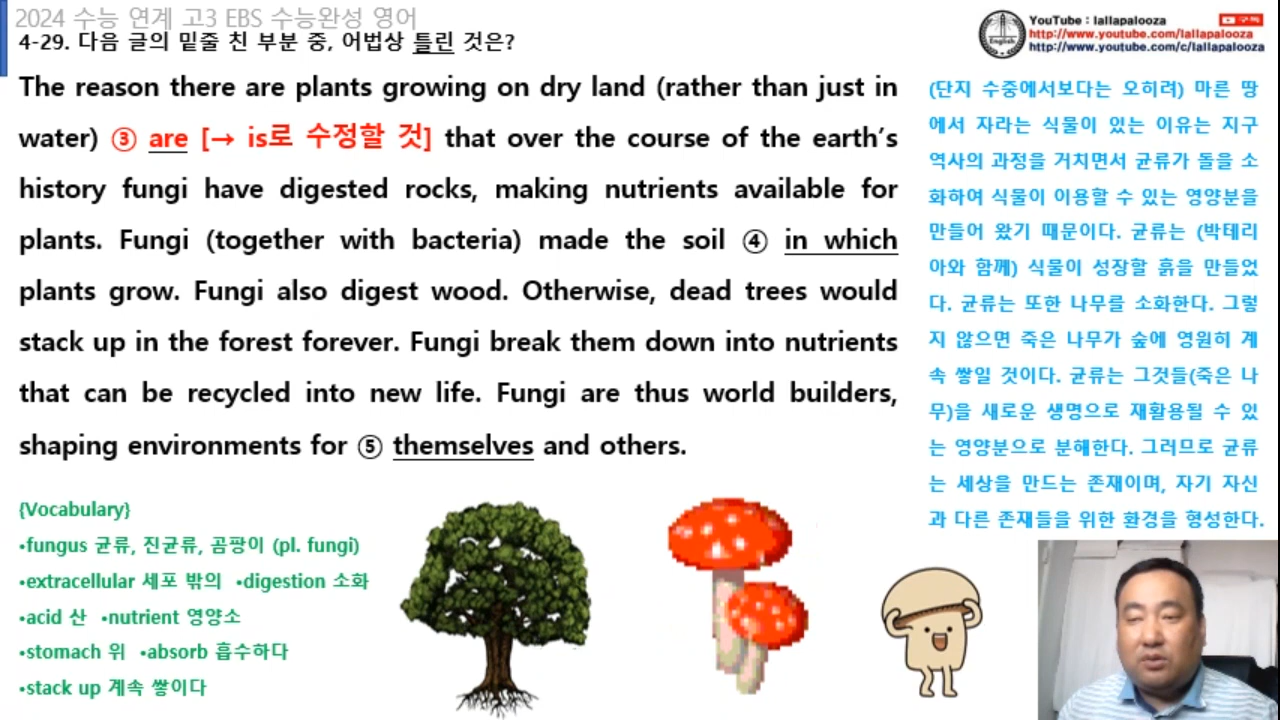 2024 수능 연계 고3 EBS 수능완성 영어
4-29. 다음 글의 밑줄 친 부분 중, 어법상 틀린 것은?
YouTube : lallapalooza
구독
http://www.youtube.com/lallapalooza
http://www.youtube.com/c/lallapalooza
English
The reason there are plants growing on dry land (rather than just in
water) ③ are [→ is로 수정할 것] that over the course of the earth's
history fungi have digested rocks, making nutrients available for
plants. Fungi (together with bacteria) made the soil ④ in which
plants grow. Fungi also digest wood. Otherwise, dead trees would
stack up in the forest forever. Fungi break them down into nutrients
that can be recycled into new life. Fungi are thus world builders,
shaping environments for ⑤ themselves and others.
(단지 수중에서보다는 오히려) 마른 땅
에서 자라는 식물이 있는 이유는 지구
역사의 과정을 거치면서 균류가 돌을 소
화하여 식물이 이용할 수 있는 영양분을
만들어 왔기 때문이다. 균류는 (박테리
아와 함께) 식물이 성장할 흙을 만들었
다. 균류는 또한 나무를 소화한다. 그렇
지 않으면 죽은 나무가 숲에 영원히 계
속 쌓일 것이다. 균류는 그것들(죽은 나
무)을 새로운 생명으로 재활용될 수 있
는 영양분으로 분해한다. 그러므로 균류
는 세상을 만드는 존재이며, 자기 자신
과 다른 존재들을 위한 환경을 형성한다.
{Vocabulary}
•fungus 균류, 진균류, 곰팡이 (pl. fungi)
•extracellular 세포 밖의 •digestion 소화
•acid 산 •nutrient 영양소
•stomach 위 •absorb 흡수하다
•stack up 계속 쌓이다